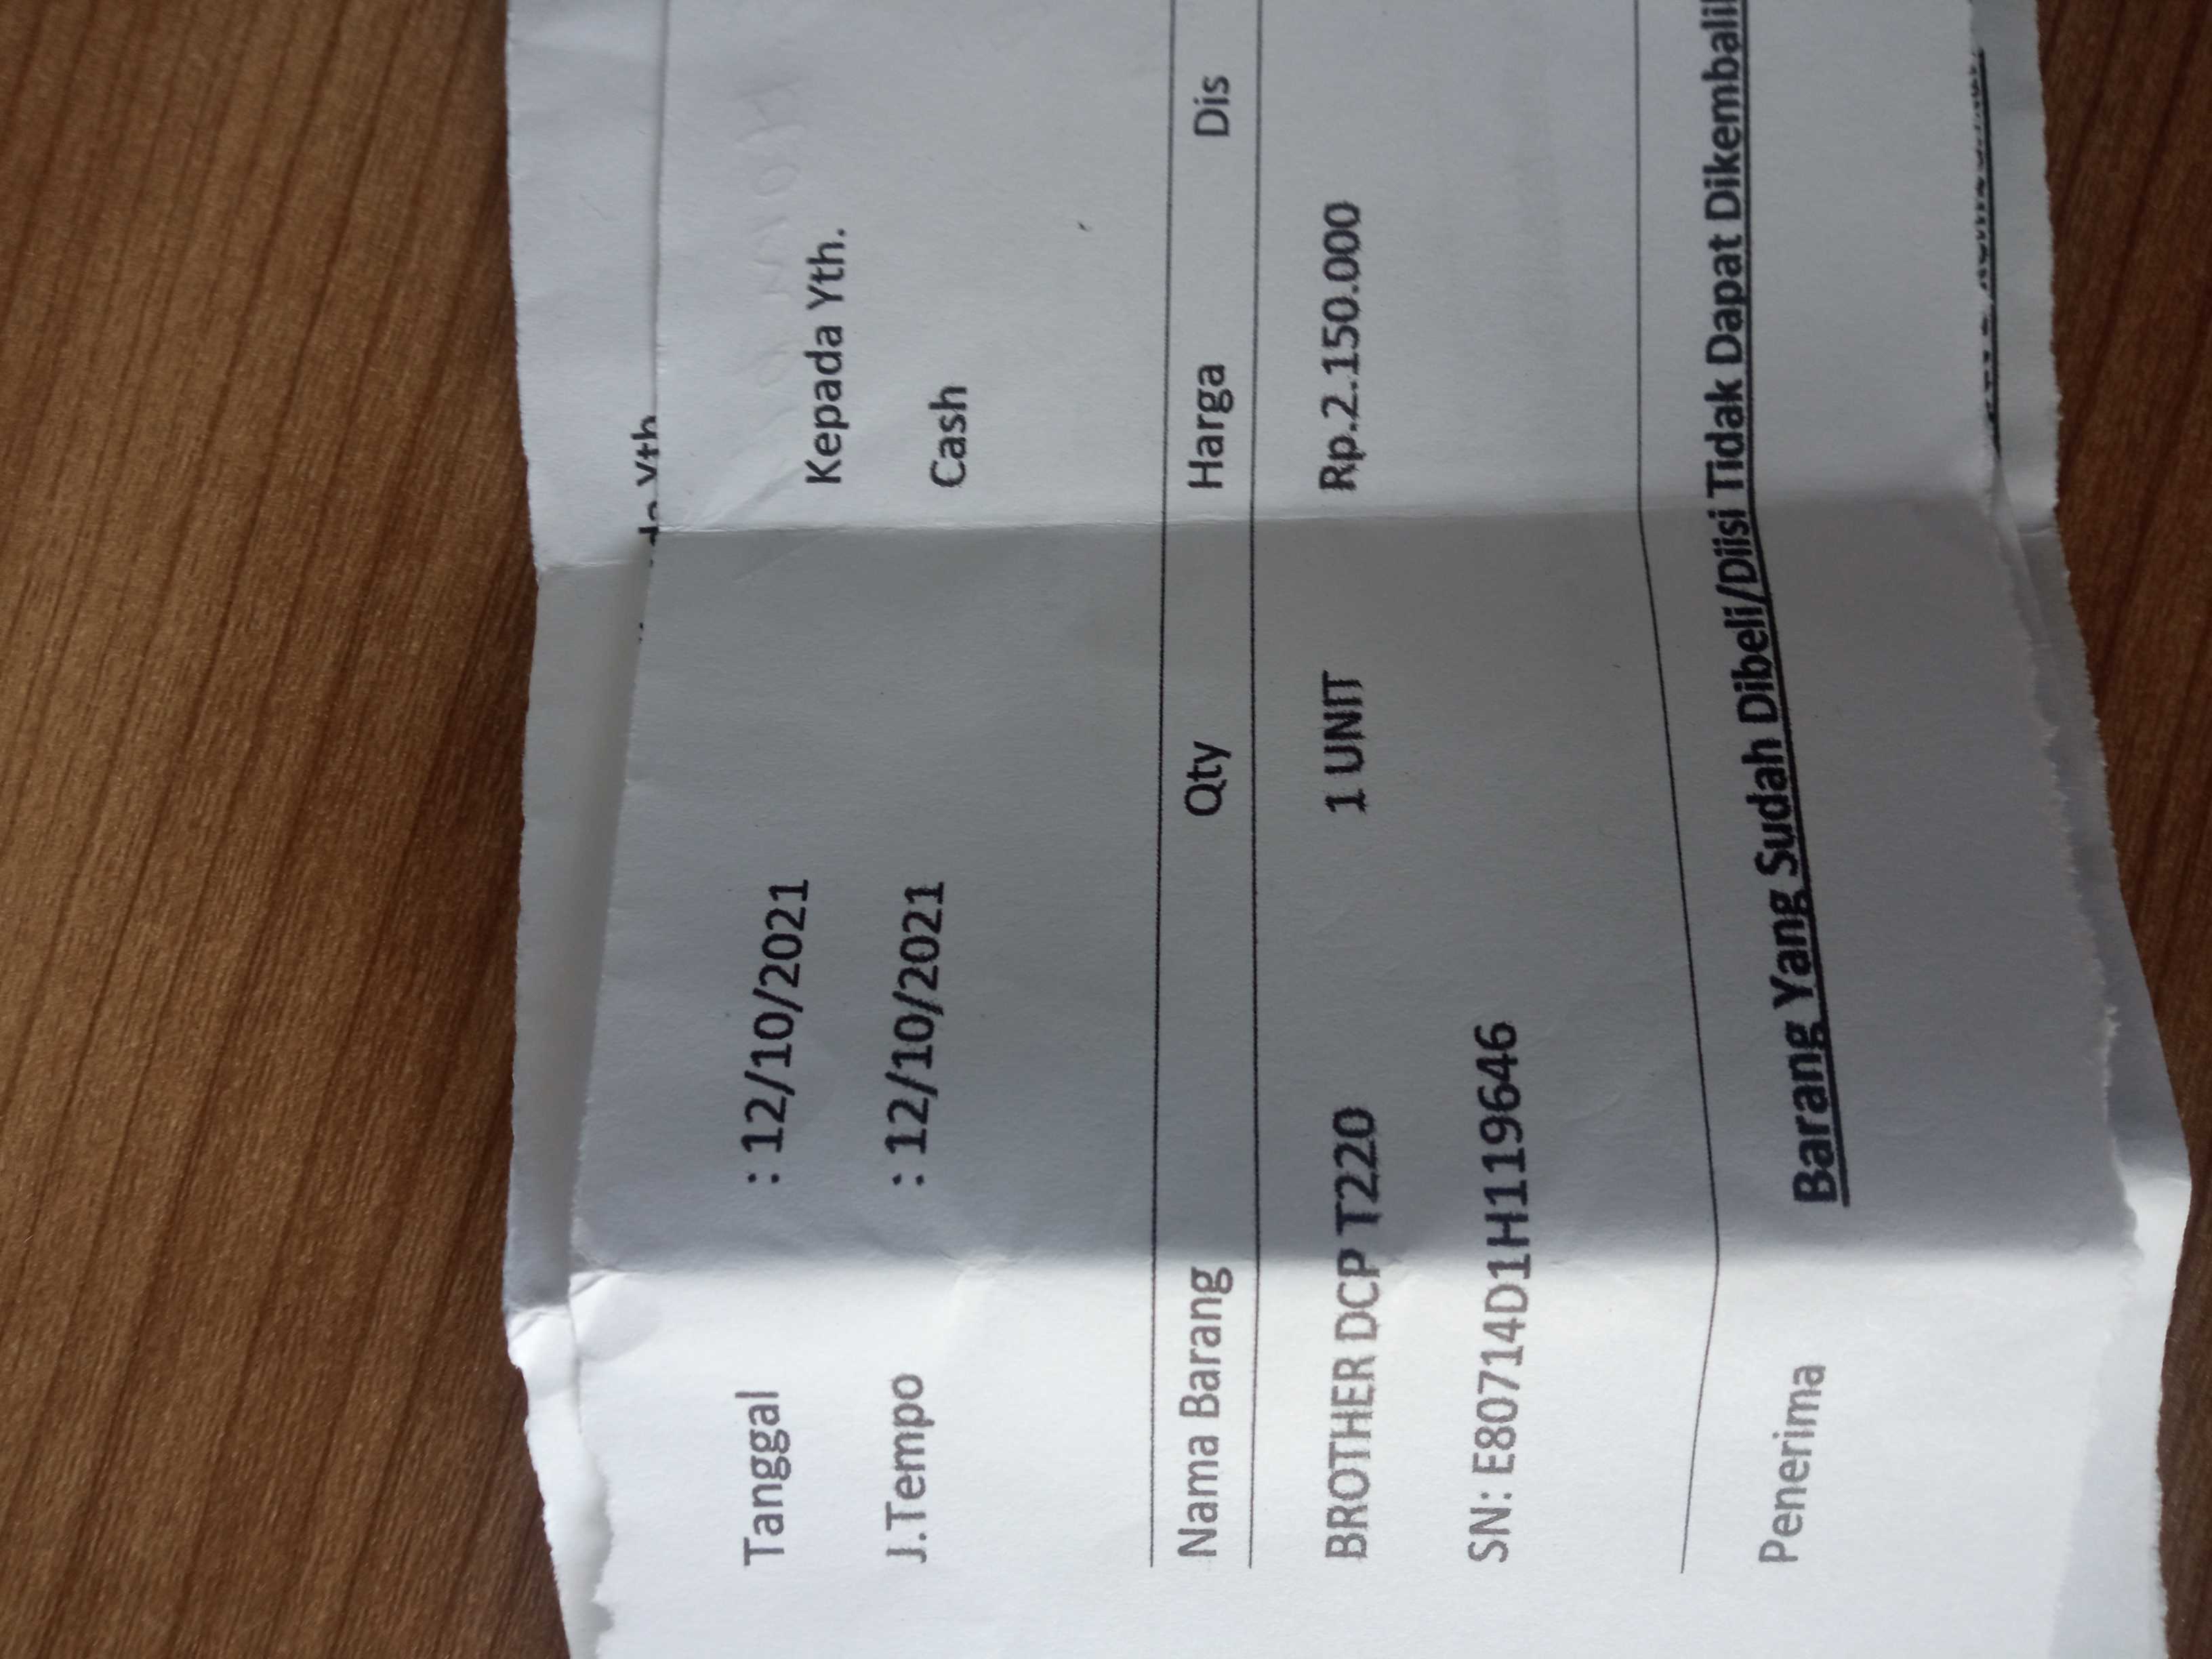 Tanggal : 12/10/2021 Kepada Yth.
J.Tempo : 12/10/2021 Cash
Nama Barang Qty Harga Dis
BROTHER DCP T220 1 UNIT Rp.2.150.000
SN: E80714D1H119646
Penerima Barang Yang Sudah Dibeli/Diisi Tidak Dapat Dikembali